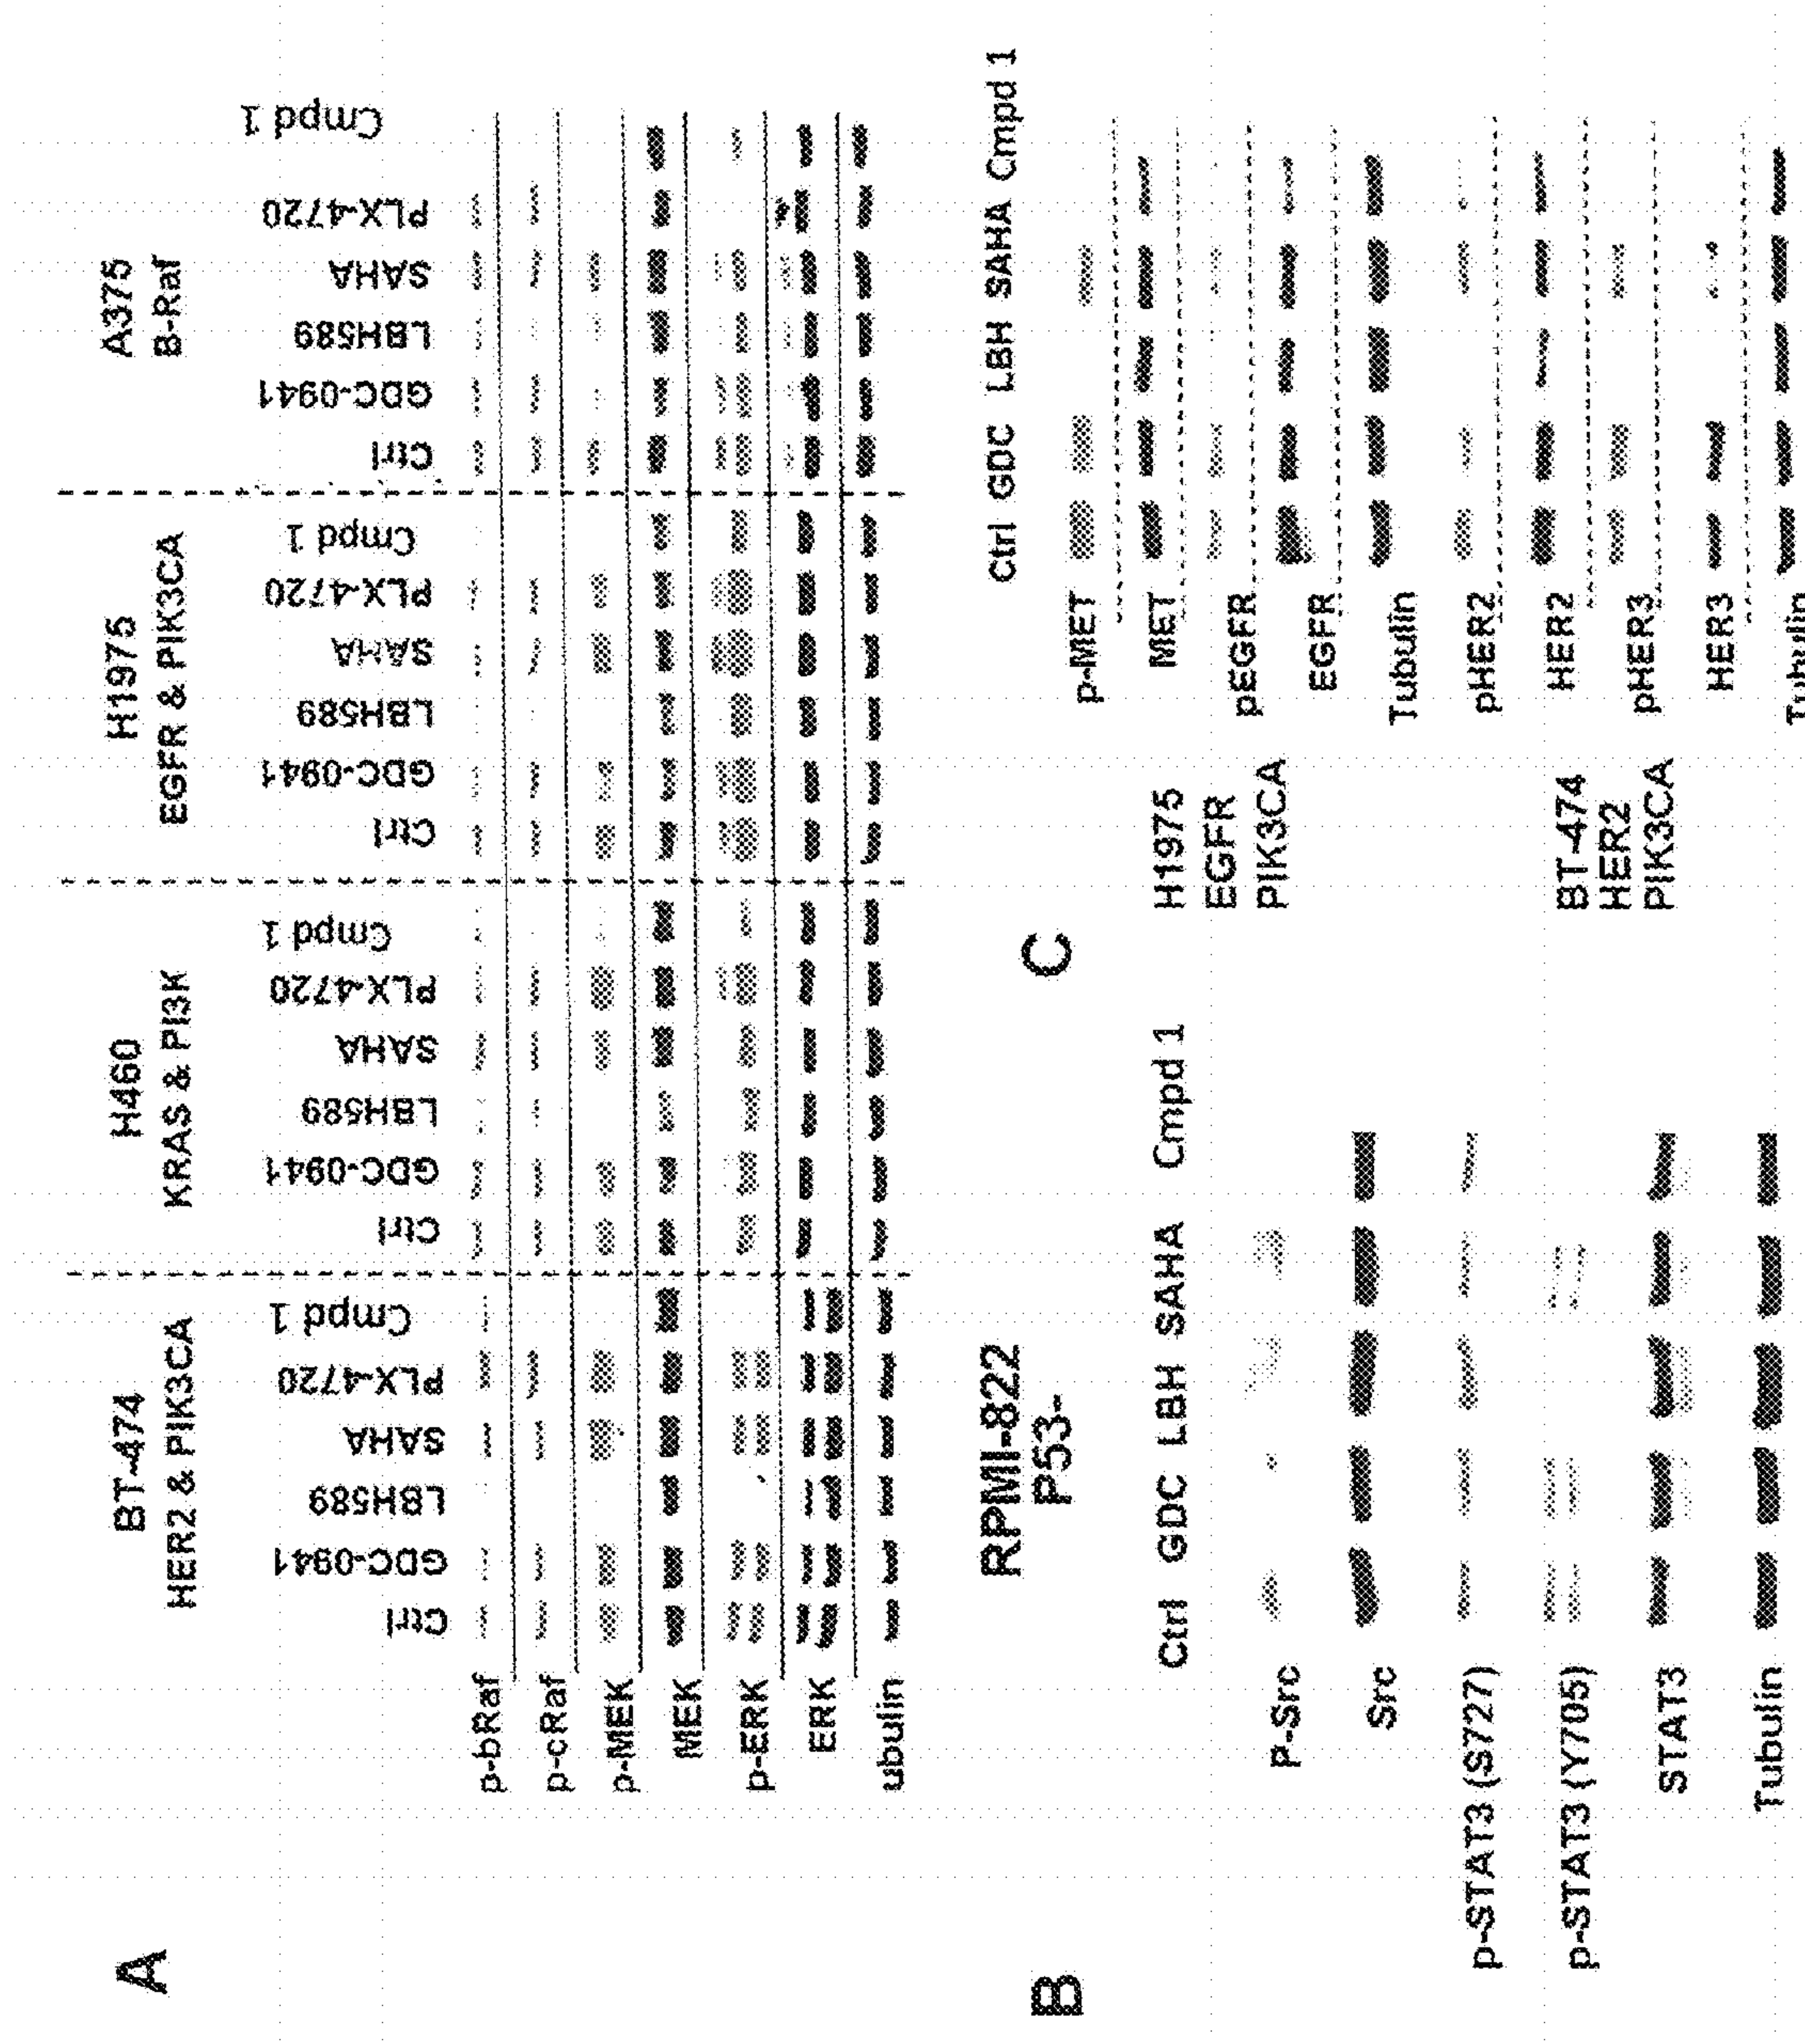 A
BT-474
HER2 & PIK3CA
H460
KRAS & PI3K
H1975
EGFR & PIK3CA
A375
B-Raf
Ctrl
GDC-0941
LBH589
SAHA
PLX-4720
Cmpd 1
Ctrl
GDC-0941
LBH589
SAHA
PLX-4720
Cmpd 1
Ctrl
GDC-0941
LBH589
SAHA
PLX-4720
Cmpd 1
Ctrl
GDC-0941
LBH589
SAHA
PLX-4720
Cmpd 1
p-bRaf
p-cRaf
p-MEK
MEK
p-ERK
ERK
ubulin
B
RPMI-822
P53-
Ctrl GDC LBH SAHA Cmpd 1
P-Src
Src
p-STAT3 (S727)
p-STAT3 (Y705)
STAT3
Tubulin
C
Ctrl GDC LBH SAHA Cmpd 1
H1975
EGFR
PIK3CA
p-MET
MET
pEGFR
EGFR
Tubulin
BT-474
HER2
PIK3CA
pHER2
HER2
pHER3
HER3
Tubulin